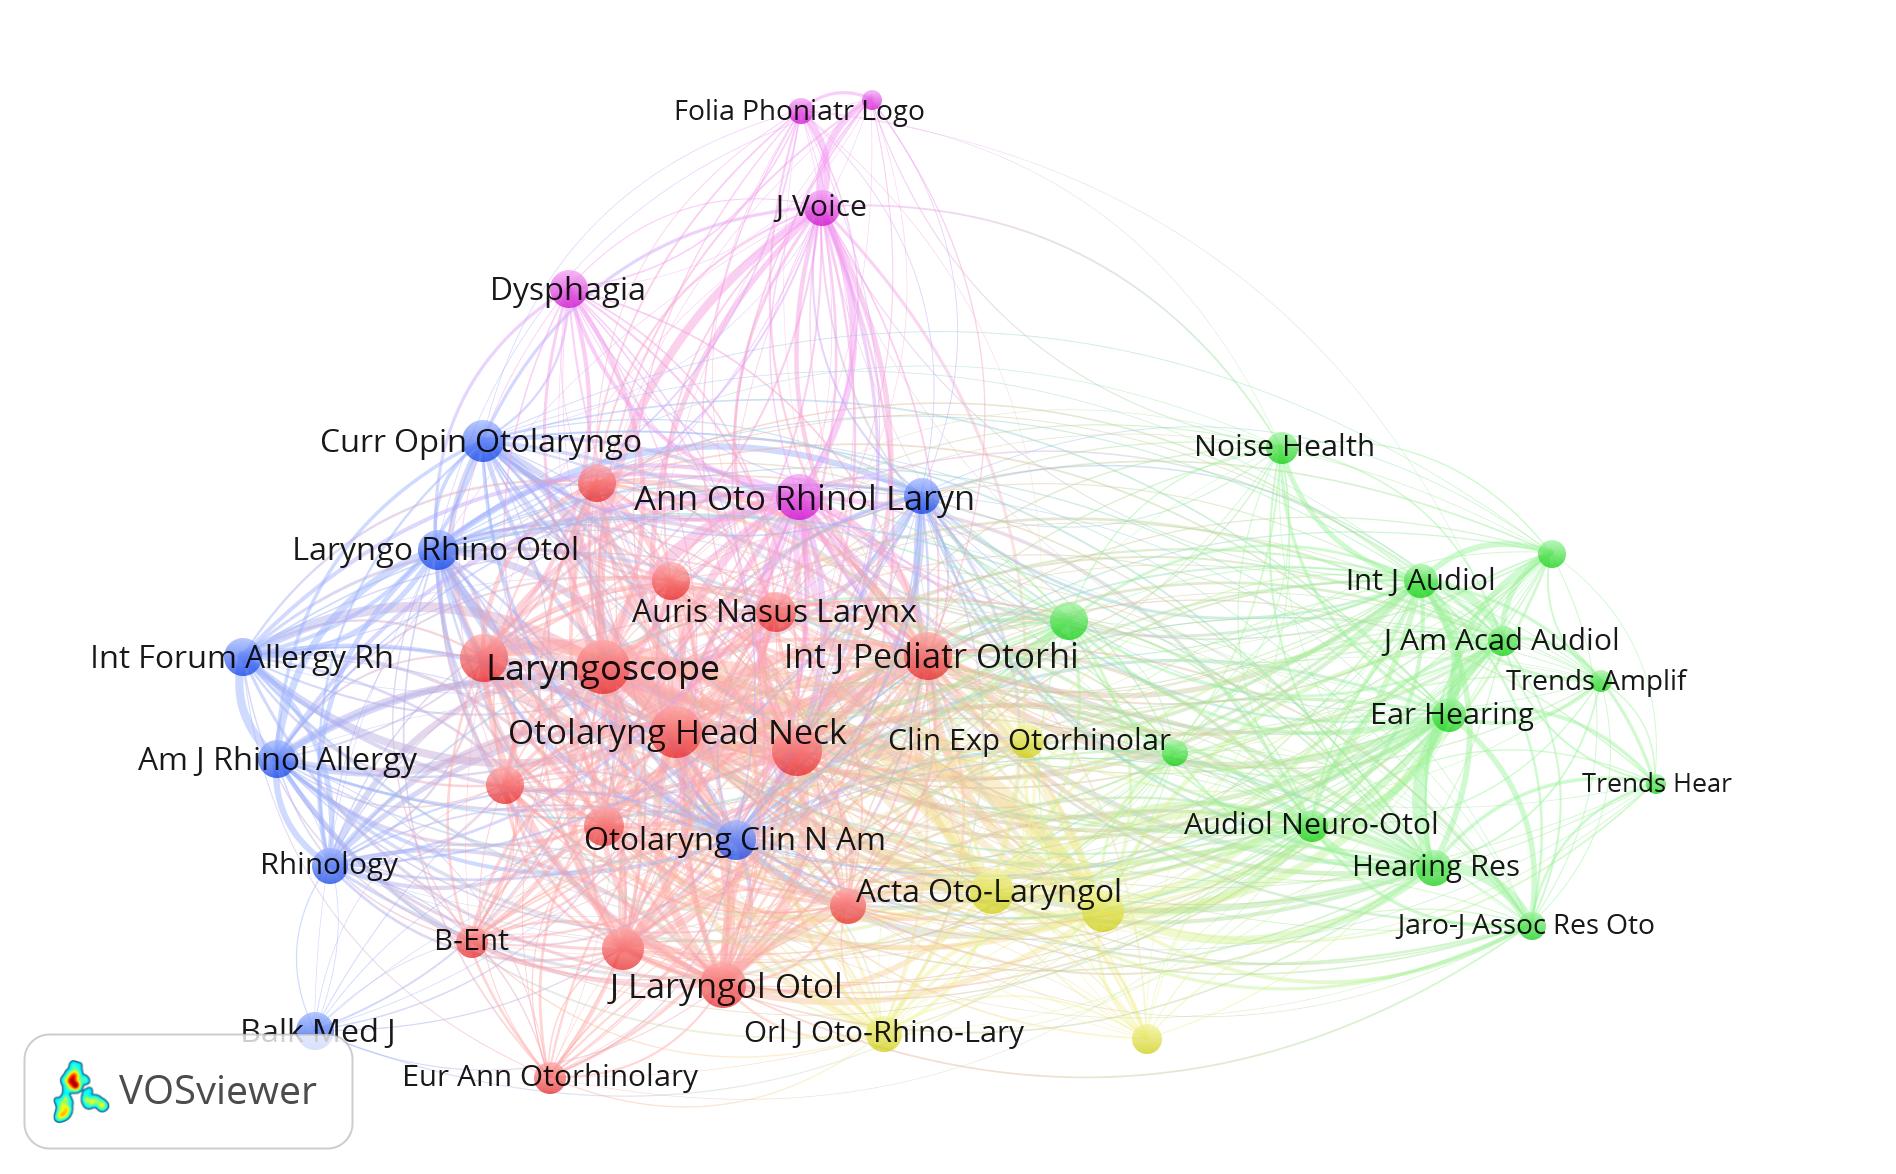 Folia Phoniatr Logo
J Voice
Dysphagia
Curr Opin Otolaryngo
Noise Health
Ann Oto Rhinol Laryn
Laryngo Rhino Otol
Int J Audiol
Auris Nasus Larynx
J Am Acad Audiol
Int Forum Allergy Rh
Laryngoscope
Int J Pediatr Otorhi
Trends Amplif
Ear Hearing
Otolaryng Head Neck
Clin Exp Otorhinolar
Am J Rhinol Allergy
Trends Hear
Audiol Neuro-Otol
Otolaryng Clin N Am
Rhinology
Hearing Res
Acta Oto-Laryngol
Jaro-J Assoc Res Oto
B-Ent
J Laryngol Otol
Balk Med J
Orl J Oto-Rhino-Lary
Eur Ann Otorhinolary
VOSviewer